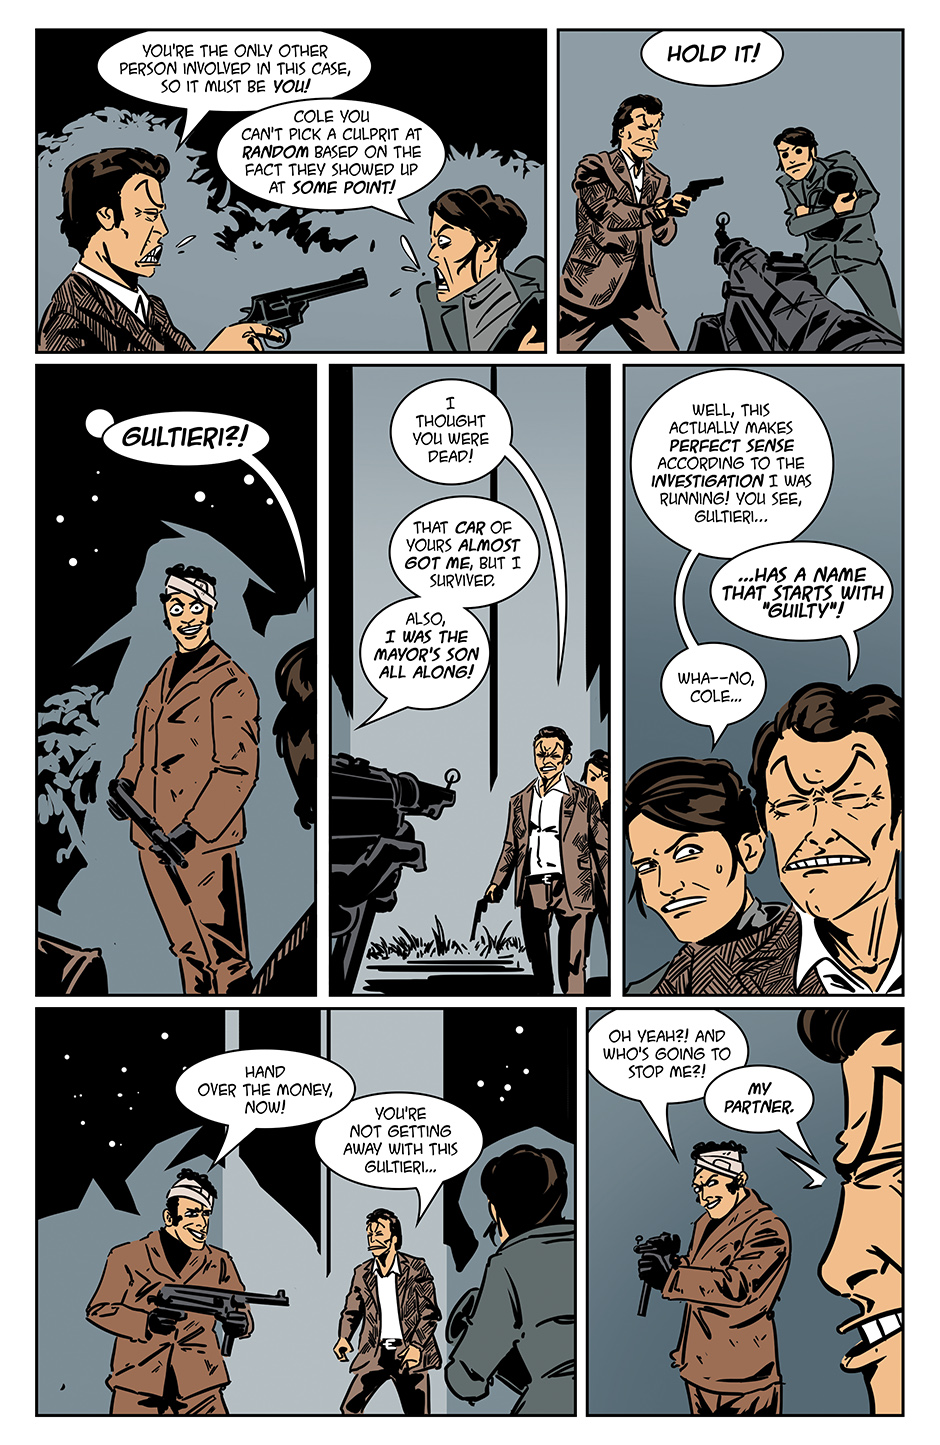 YOU'RE THE ONLY OTHER
PERSON INVOLVED IN THIS CASE,
SO IT MUST BE YOU!
COLE YOU
CAN'T PICK A CULPRIT AT
RANDOM BASED ON THE
FACT THEY SHOWED UP
AT SOME POINT!
HOLD IT!
GULTIERI?!
I
THOUGHT
YOU WERE
DEAD!
THAT CAR OF
YOURS ALMOST
GOT ME, BUT I
SURVIVED.
ALSO,
I WAS THE
MAYOR'S SON
ALL ALONG!
WELL, THIS
ACTUALLY MAKES
PERFECT SENSE
ACCORDING TO THE
INVESTIGATION I WAS
RUNNING! YOU SEE,
GULTIERI...
...HAS A NAME
THAT STARTS WITH
"GUILTY"!
WHA--NO,
COLE...
HAND
OVER THE MONEY,
NOW!
YOU'RE
NOT GETTING
AWAY WITH THIS
GULTIERI...
OH YEAH?! AND
WHO'S GOING TO
STOP ME?!
MY
PARTNER.